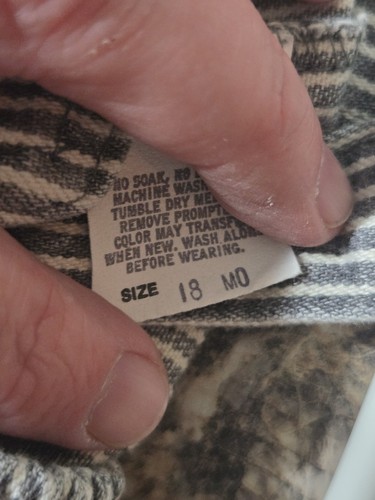 NO SOAK, NO
MACHINE WASH
TUMBLE DRY
REMOVE
COLOR MAY
WHEN NEW. WASH
BEFORE WEARING.
SIZE 18 MO